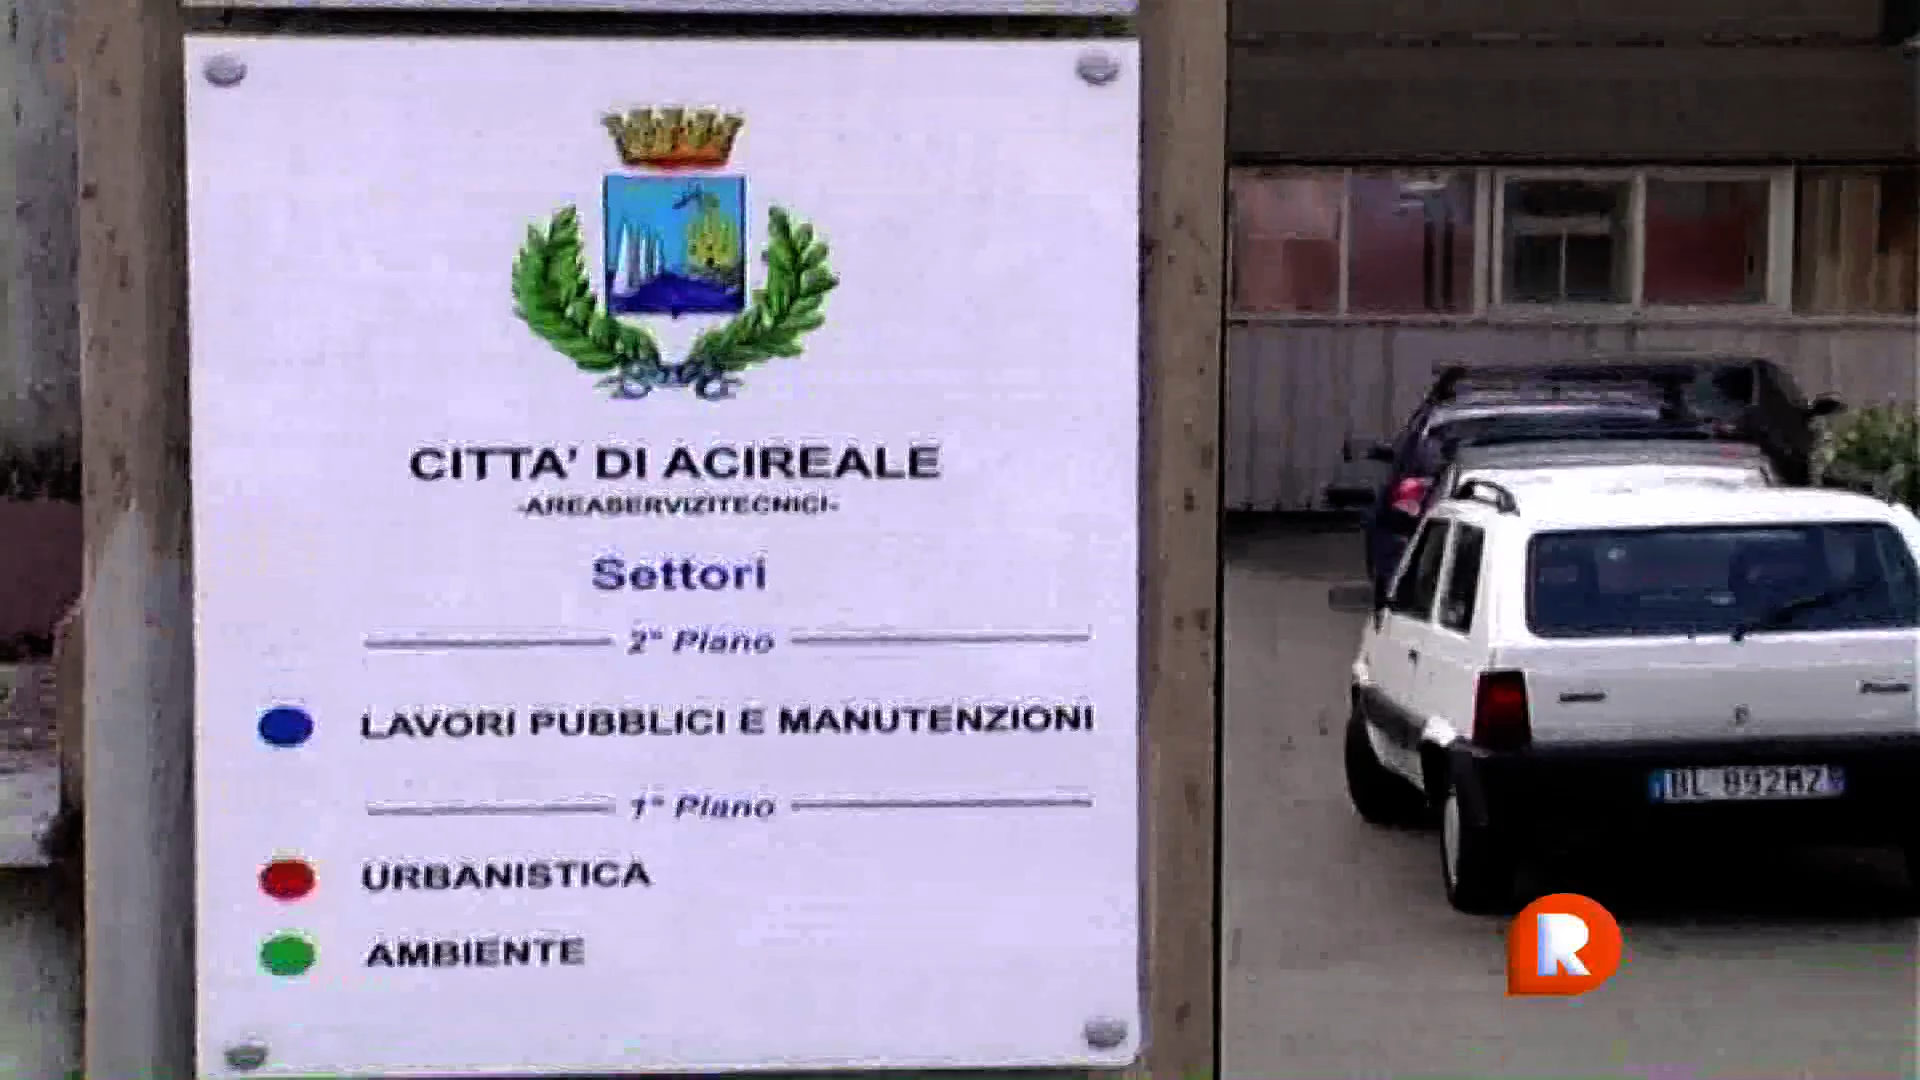 CITTA' DI ACIREALE
-AREASERVIZITECNICI-
Settori
2° Piano
LAVORI PUBBLICI E MANUTENZIONI
1° Piano
URBANISTICA
AMBIENTE
BL 892MZ
R